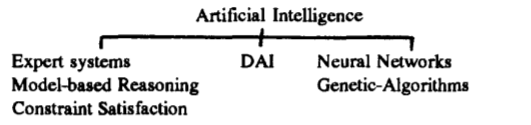 Artificial Intelligence
Expert systems DAI Neural Networks
Model-based Reasoning Genetic-Algorithms
Constraint Satisfaction